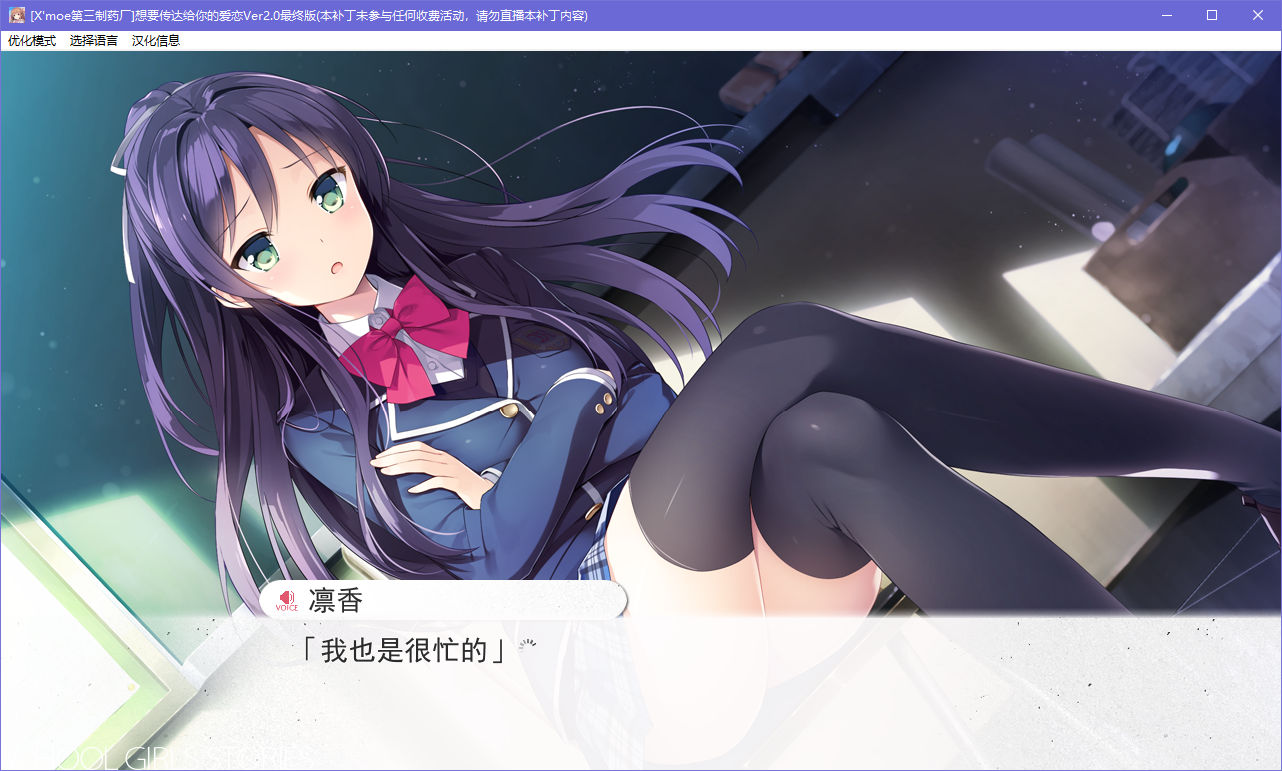 [X'moe第三制药厂]想要传达给你的爱恋Ver2.0最终版(本补丁未参与任何收费活动，请勿直播本补丁内容)
优化模式 选择语言 汉化信息
VOICE 凛香
「我也是很忙的」
GIRLS STORIES